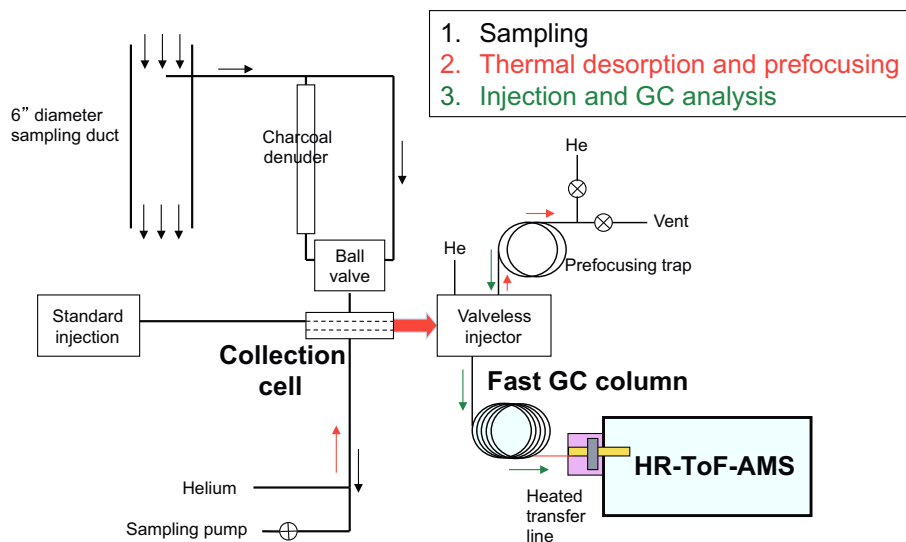 1. Sampling
2. Thermal desorption and prefocusing
3. Injection and GC analysis
6” diameter
sampling duct
Charcoal
denuder
He
Vent
Ball
valve
He
Prefocusing trap
Standard
injection
Valveless
injector
Collection
cell
Fast GC column
HR-ToF-AMS
Helium
Heated
transfer
line
Sampling pump